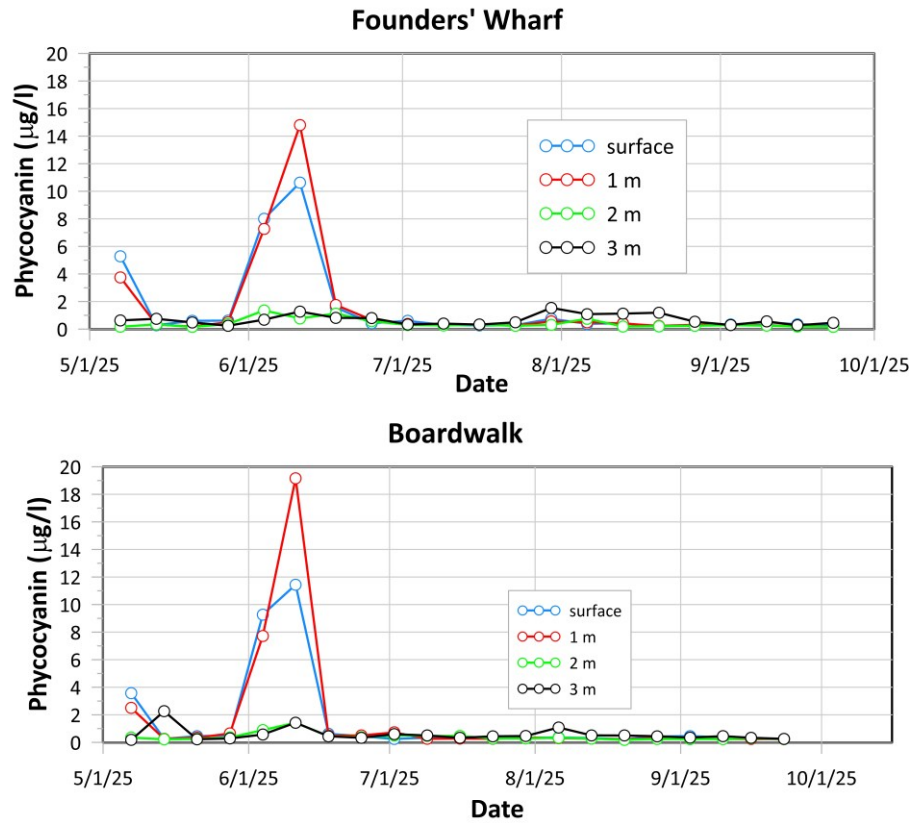 Founders' Wharf
Phycocyanin (µg/l)
20
18
16
14
12
10
8
6
4
2
0
surface
1 m
2 m
3 m
5/1/25 6/1/25 7/1/25 8/1/25 9/1/25 10/1/25
Date
Boardwalk
Phycocyanin (µg/l)
20
18
16
14
12
10
8
6
4
2
0
surface
1 m
2 m
3 m
5/1/25 6/1/25 7/1/25 8/1/25 9/1/25 10/1/25
Date